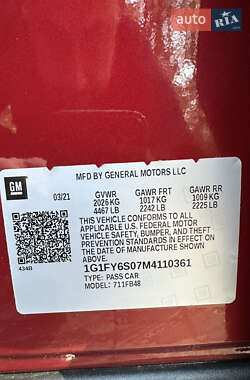 AUTO.RIA
MFD BY GENERAL MOTORS LLC
GM
03/21 GVWR GAWR FRT GAWR RR
2026 KG 1017 KG 1009 KG
4467 LB 2242 LB 2225 LB
THIS VEHICLE CONFORMS TO ALL
APPLICABLE U.S. FEDERAL MOTOR
VEHICLE SAFETY, BUMPER, AND THEFT
PREVENTION STANDARDS IN EFFECT ON
THE DATE OF MANUFACTURE SHOWN
ABOVE.
434B
1G1FY6S07M4110361
TYPE: PASS CAR
MODEL: 711FB48